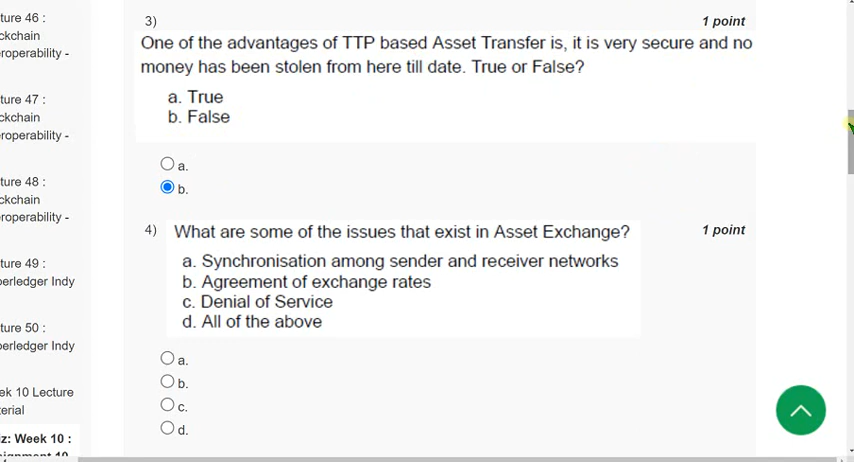 ture 46 :
ckchain
roperability -
ture 47 :
ckchain
roperability -
ture 48 :
ckchain
roperability -
ture 49 :
perledger Indy
ture 50 :
perledger Indy
ek 10 Lecture
terial
iz: Week 10 :
3)
1 point
One of the advantages of TTP based Asset Transfer is, it is very secure and no
money has been stolen from here till date. True or False?
a. True
b. False
a.
b.
4)
What are some of the issues that exist in Asset Exchange?
1 point
a. Synchronisation among sender and receiver networks
b. Agreement of exchange rates
c. Denial of Service
d. All of the above
a.
b.
c.
d.